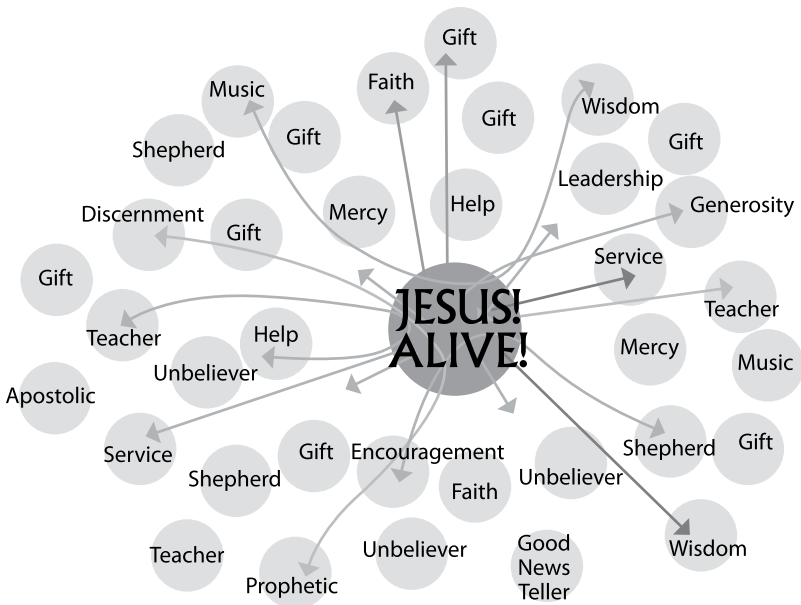 Gift
Music
Faith
Wisdom
Gift
Gift
Gift
Shepherd
Leadership
Discernment
Mercy
Help
Generosity
Gift
Service
Gift
JESUS!
ALIVE!
Teacher
Teacher
Help
Mercy
Unbeliever
Music
Apostolic
Service
Gift
Encouragement
Shepherd
Gift
Shepherd
Faith
Unbeliever
Teacher
Unbeliever
Good
News
Teller
Wisdom
Prophetic